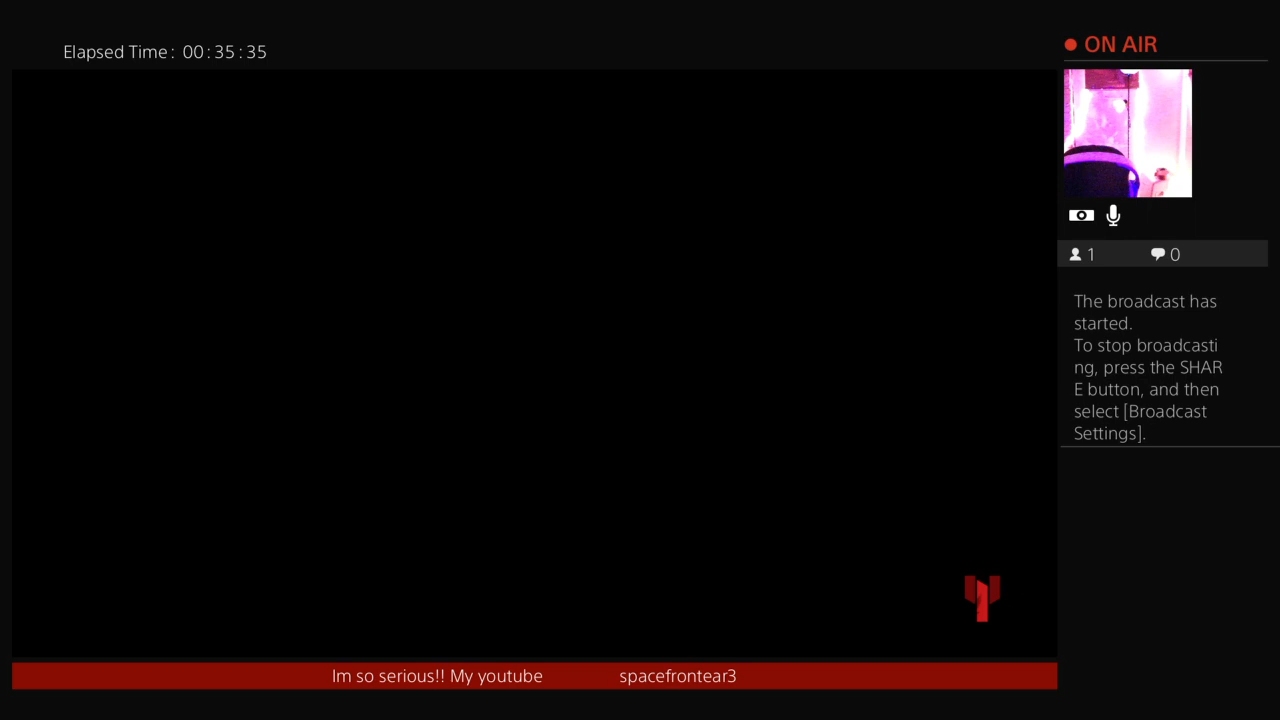 Elapsed Time: 00:35:35
ON AIR
1 0
The broadcast has
started.
To stop broadcasti
ng, press the SHAR
E button, and then
select [Broadcast
Settings].
Im so serious!! My youtube spacefrontear3